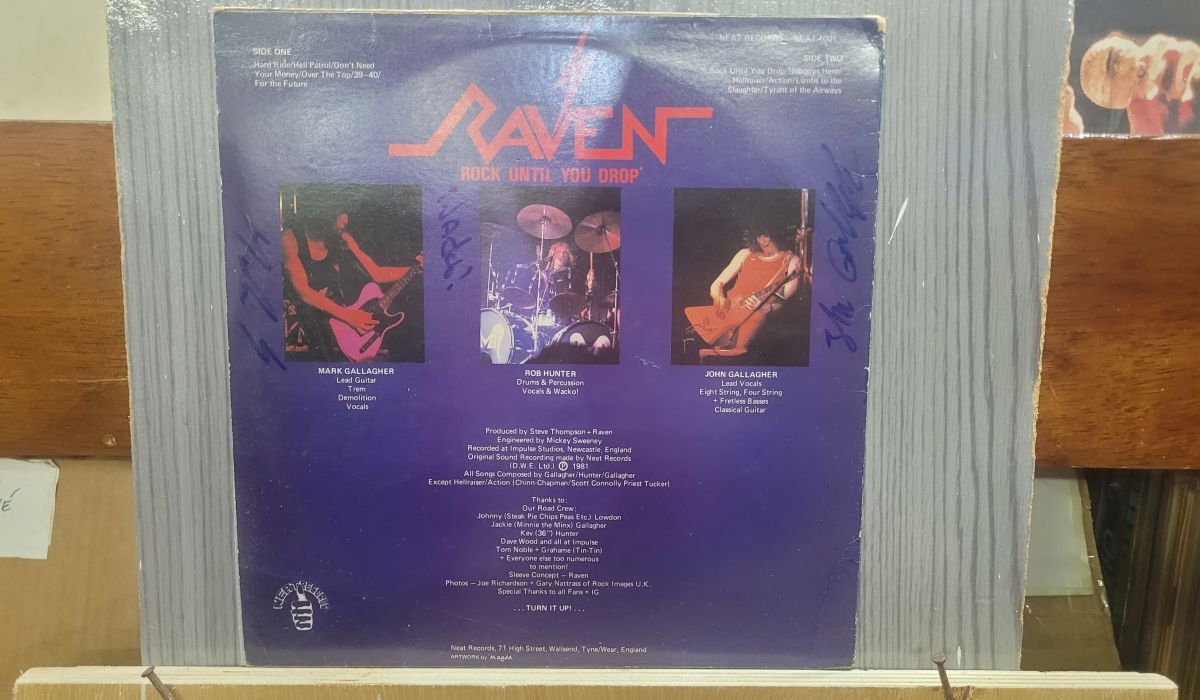 SIDE ONE
Hard Ride/Hell Patrol/Don't Need
Your Money/Over The Top/39–40/
For the Future
NEAT RECORDS NEAT 1001
SIDE TWO
Rock Until You Drop/Nobodys Hero
Hellraiser/Action/Lambs to the
Slaughter/Tyrant of the Airways
RAVEN
ROCK UNTIL YOU DROP
MARK GALLAGHER
Lead Guitar
Trem
Demolition
Vocals
ROB HUNTER
Drums & Percussion
Vocals & Wacko!
JOHN GALLAGHER
Lead Vocals
Eight String, Four String
+ Fretless Basses
Classical Guitar
Produced by Steve Thompson + Raven
Engineered by Mickey Sweeney
Recorded at Impulse Studios, Newcastle, England
Original Sound Recording made by Neat Records
(D.W.E. Ltd.) ℗ 1981
All Songs Composed by Gallagher/Hunter/Gallagher
Except Hellraiser/Action (Chinn-Chapman/Scott Connolly Priest Tucker)
Thanks to:
Our Road Crew:
Johnny (Steak Pie Chips Peas Etc.) Lowdon
Jackie (Minnie the Minx) Gallagher
Kev (36") Hunter
Dave Wood and all at Impulse
Tom Noble + Grahame (Tin-Tin)
+ Everyone else too numerous
to mention!
Sleeve Concept — Raven
Photos — Joe Richardson + Gary Nattrass of Rock Images U.K.
Special Thanks to all Fans + IG
. . . TURN IT UP! . . .
Neat Records, 71 High Street, Wallsend, Tyne/Wear, England
ARTWORK by Magda